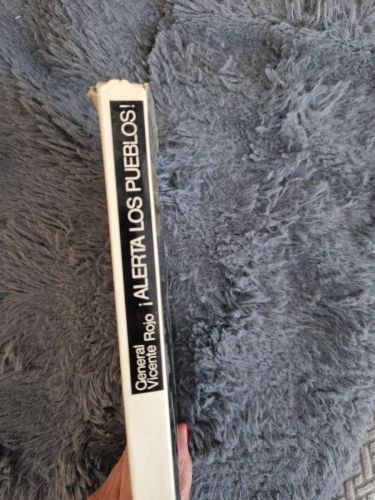 General
Vicente Rojo
¡ALERTA LOS PUEBLOS!